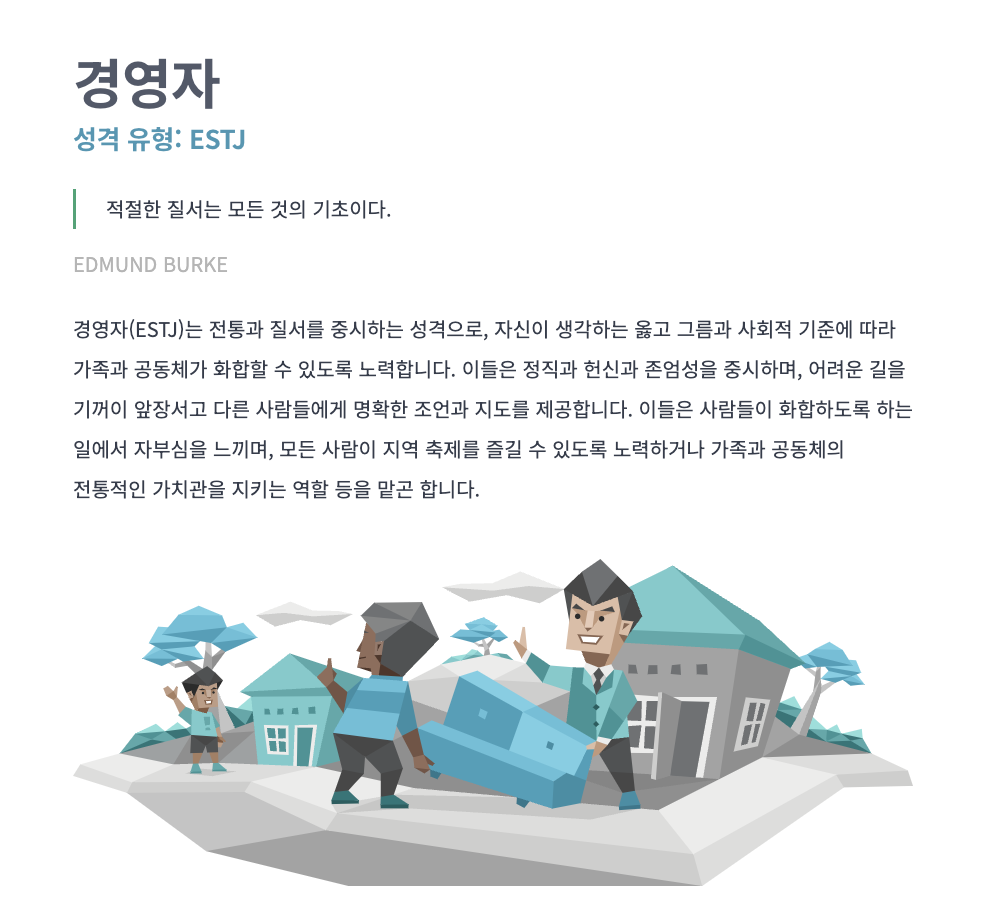 경영자
성격 유형: ESTJ
적절한 질서는 모든 것의 기초이다.
EDMUND BURKE
경영자(ESTJ)는 전통과 질서를 중시하는 성격으로, 자신이 생각하는 옳고 그름과 사회적 기준에 따라
가족과 공동체가 화합할 수 있도록 노력합니다. 이들은 정직과 헌신과 존엄성을 중시하며, 어려운 길을
기꺼이 앞장서고 다른 사람들에게 명확한 조언과 지도를 제공합니다. 이들은 사람들이 화합하도록 하는
일에서 자부심을 느끼며, 모든 사람이 지역 축제를 즐길 수 있도록 노력하거나 가족과 공동체의
전통적인 가치관을 지키는 역할 등을 맡곤 합니다.